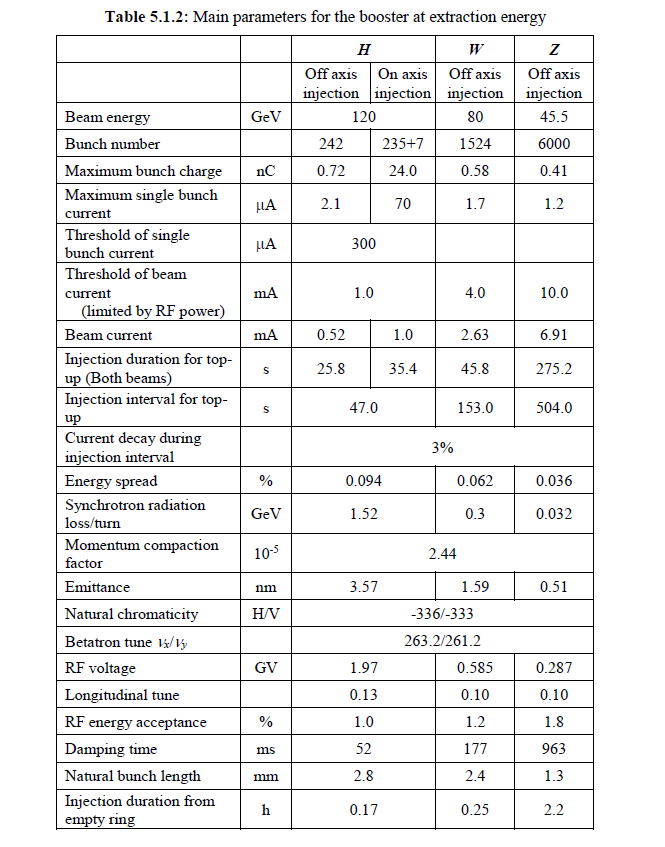 Table 5.1.2: Main parameters for the booster at extraction energy
H W Z
Off axis injection On axis injection Off axis injection Off axis injection
Beam energy GeV 120 80 45.5
Bunch number 242 235+7 1524 6000
Maximum bunch charge nC 0.72 24.0 0.58 0.41
Maximum single bunch current μA 2.1 70 1.7 1.2
Threshold of single bunch current μA 300
Threshold of beam current (limited by RF power) mA 1.0 4.0 10.0
Beam current mA 0.52 1.0 2.63 6.91
Injection duration for top-up (Both beams) s 25.8 35.4 45.8 275.2
Injection interval for top-up s 47.0 153.0 504.0
Current decay during injection interval 3%
Energy spread % 0.094 0.062 0.036
Synchrotron radiation loss/turn GeV 1.52 0.3 0.032
Momentum compaction factor 10-5 2.44
Emittance nm 3.57 1.59 0.51
Natural chromaticity H/V -336/-333
Betatron tune νx/νy 263.2/261.2
RF voltage GV 1.97 0.585 0.287
Longitudinal tune 0.13 0.10 0.10
RF energy acceptance % 1.0 1.2 1.8
Damping time ms 52 177 963
Natural bunch length mm 2.8 2.4 1.3
Injection duration from empty ring h 0.17 0.25 2.2